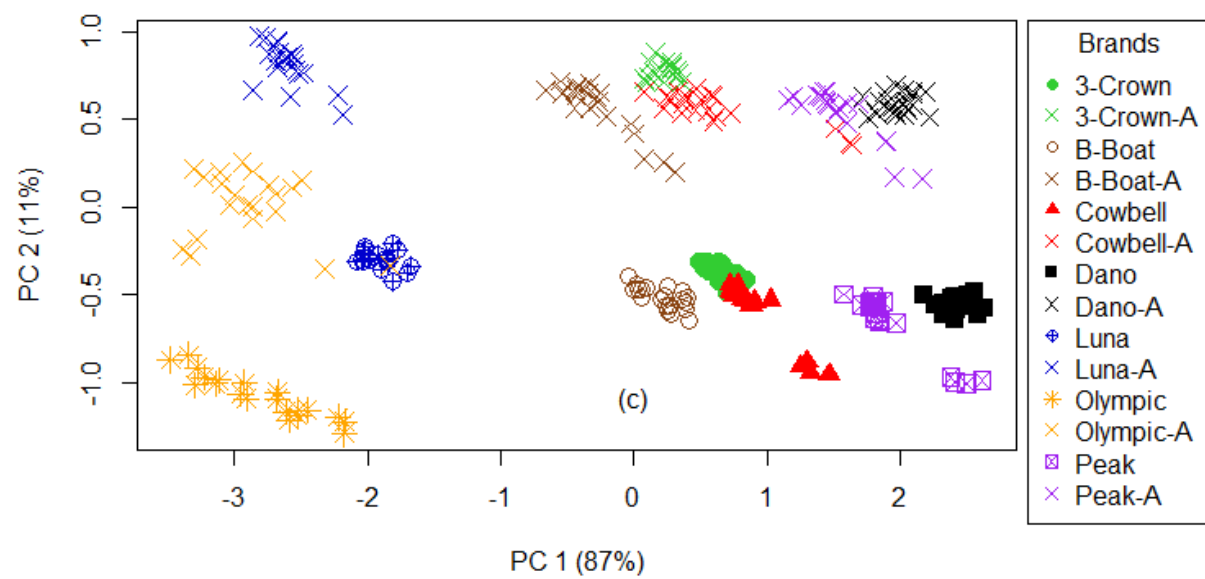 PC 2 (11%)
1.0
0.5
0.0
-0.5
-1.0
(c)
-3
-2
-1
0
1
2
PC 1 (87%)
Brands
3-Crown
3-Crown-A
B-Boat
B-Boat-A
Cowbell
Cowbell-A
Dano
Dano-A
Luna
Luna-A
Olympic
Olympic-A
Peak
Peak-A